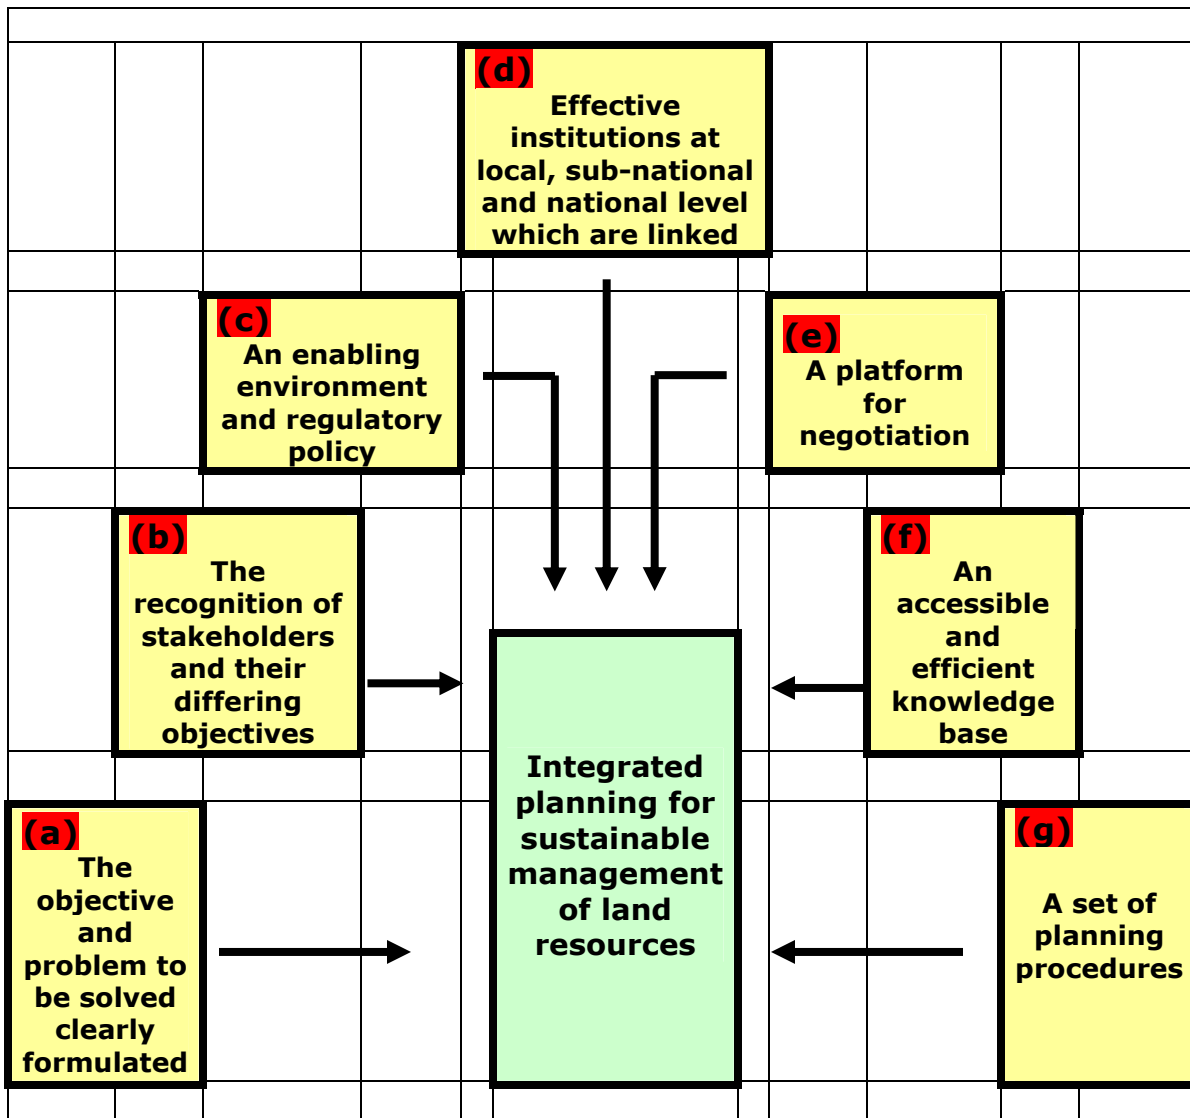 (d)
Effective
institutions at
local, sub-national
and national level
which are linked
(c)
An enabling
environment
and regulatory
policy
(e)
A platform
for
negotiation
(b)
The
recognition of
stakeholders
and their
differing
objectives
(f)
An
accessible
and
efficient
knowledge
base
Integrated
planning for
sustainable
management
of land
resources
(a)
The
objective
and
problem to
be solved
clearly
formulated
(g)
A set of
planning
procedures